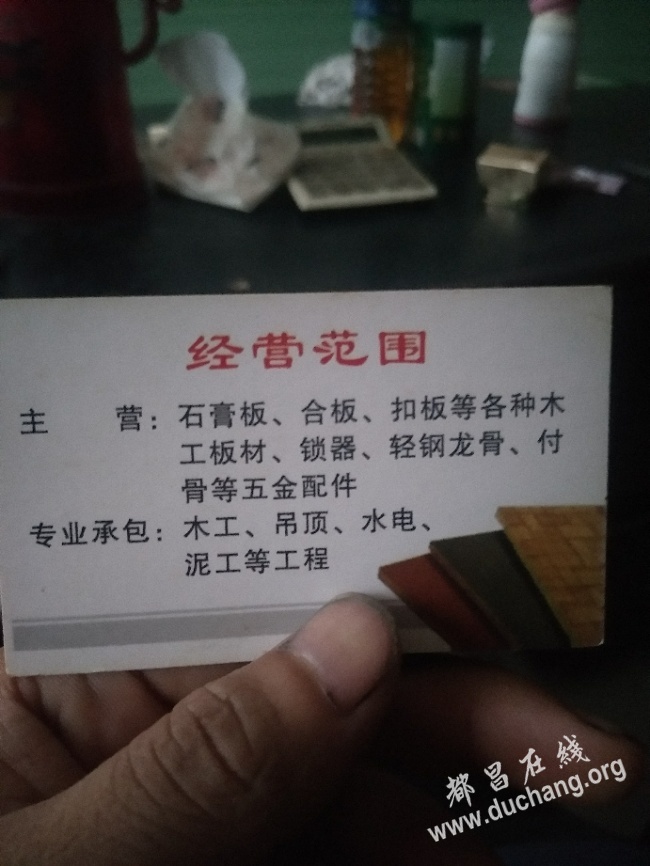 经营范围
主 营：石膏板、合板、扣板等各种木
工板材、锁器、轻钢龙骨、付
骨等五金配件
专业承包：木工、吊顶、水电、
泥工等工程
都昌在线
www.duchang.org